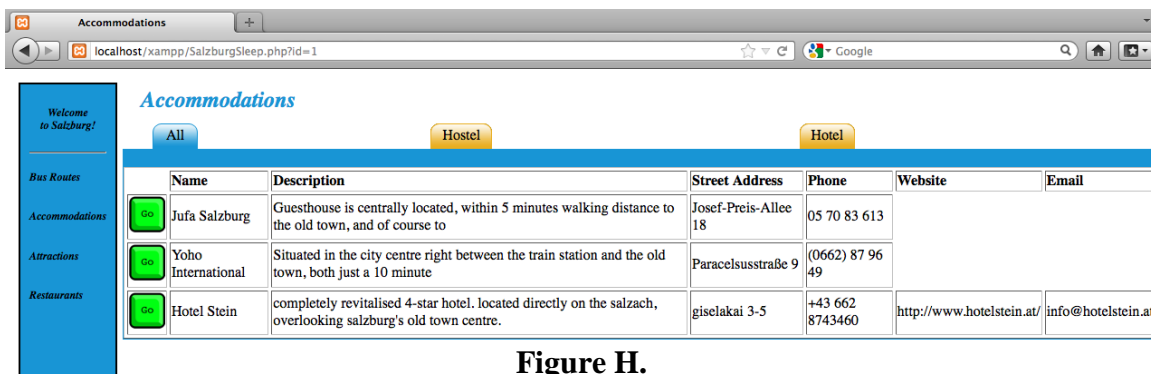 Accommodations
+
localhost/xampp/SalzburgSleep.php?id=1
Google
Welcome
to Salzburg!
Bus Routes
Accommodations
Attractions
Restaurants
Accommodations
All Hostel Hotel
Name Description Street Address Phone Website Email
Go Jufa Salzburg Guesthouse is centrally located, within 5 minutes walking distance to
the old town, and of course to
Josef-Preis-Allee
18
05 70 83 613
Go Yoho
International
Situated in the city centre right between the train station and the old
town, both just a 10 minute
Paracelsusstraße 9
(0662) 87 96
49
Go Hotel Stein
completely revitalised 4-star hotel. located directly on the salzach,
overlooking salzburg's old town centre.
giselakai 3-5
+43 662
8743460
http://www.hotelstein.at/ info@hotelstein.at
Figure H.